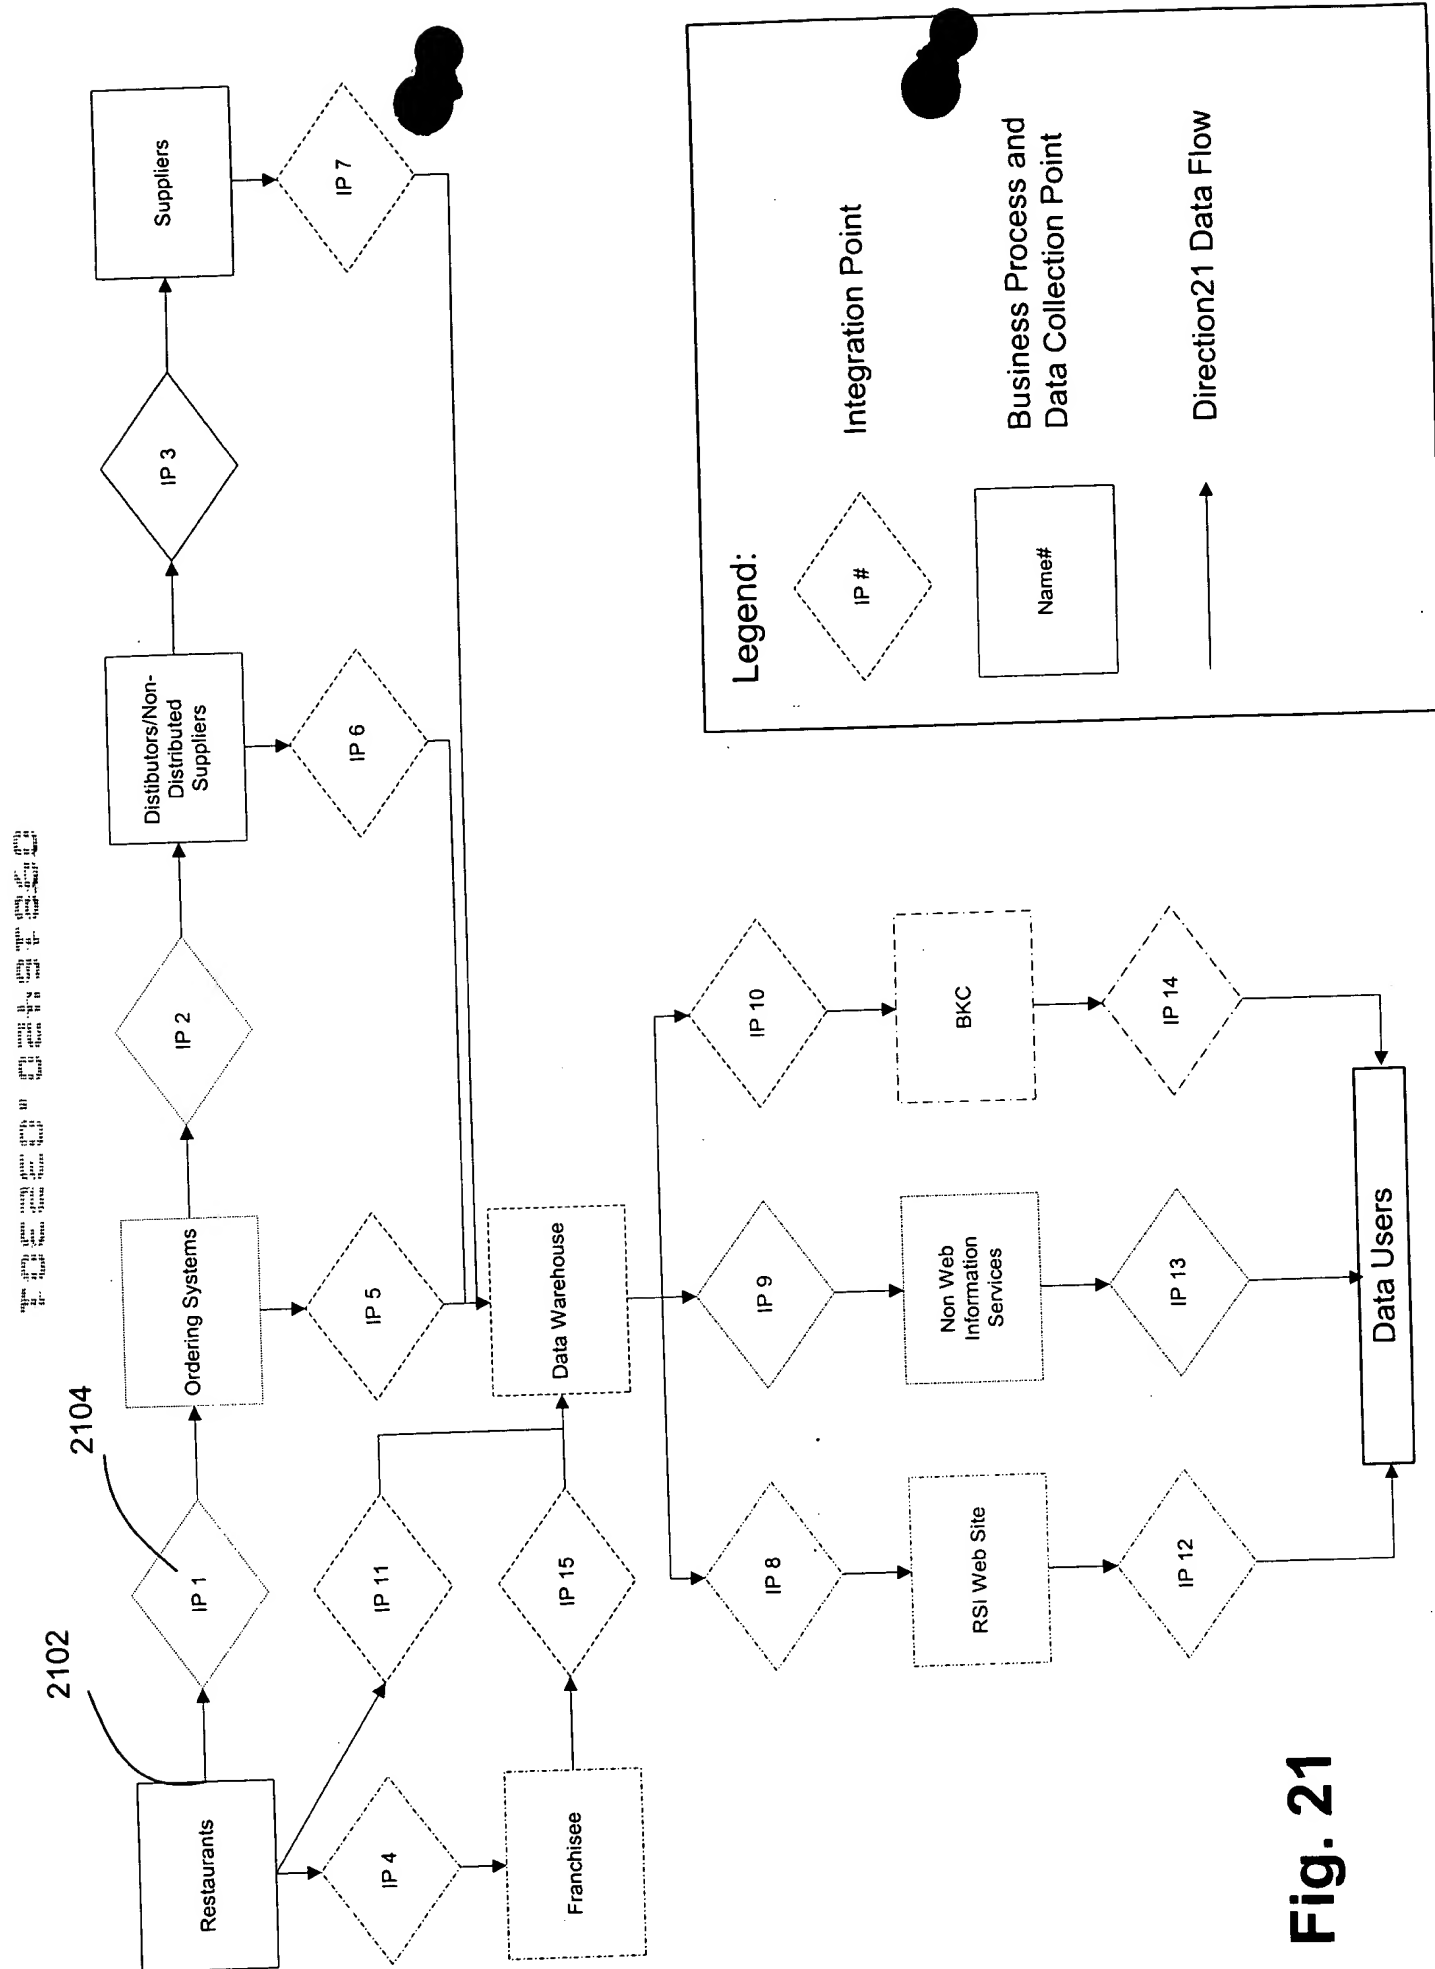 2102
2104
Restaurants
IP 1
Ordering Systems
IP 2
Distibutors/Non-
Distributed
Suppliers
IP 3
Suppliers
IP 4
IP 11
IP 5
IP 6
IP 7
Franchisee
IP 15
Data Warehouse
IP 8
IP 9
IP 10
RSI Web Site
Non Web
Information
Services
BKC
IP 12
IP 13
IP 14
Data Users
Legend:
IP #
Integration Point
Name#
Business Process and
Data Collection Point
Direction21 Data Flow
Fig. 21